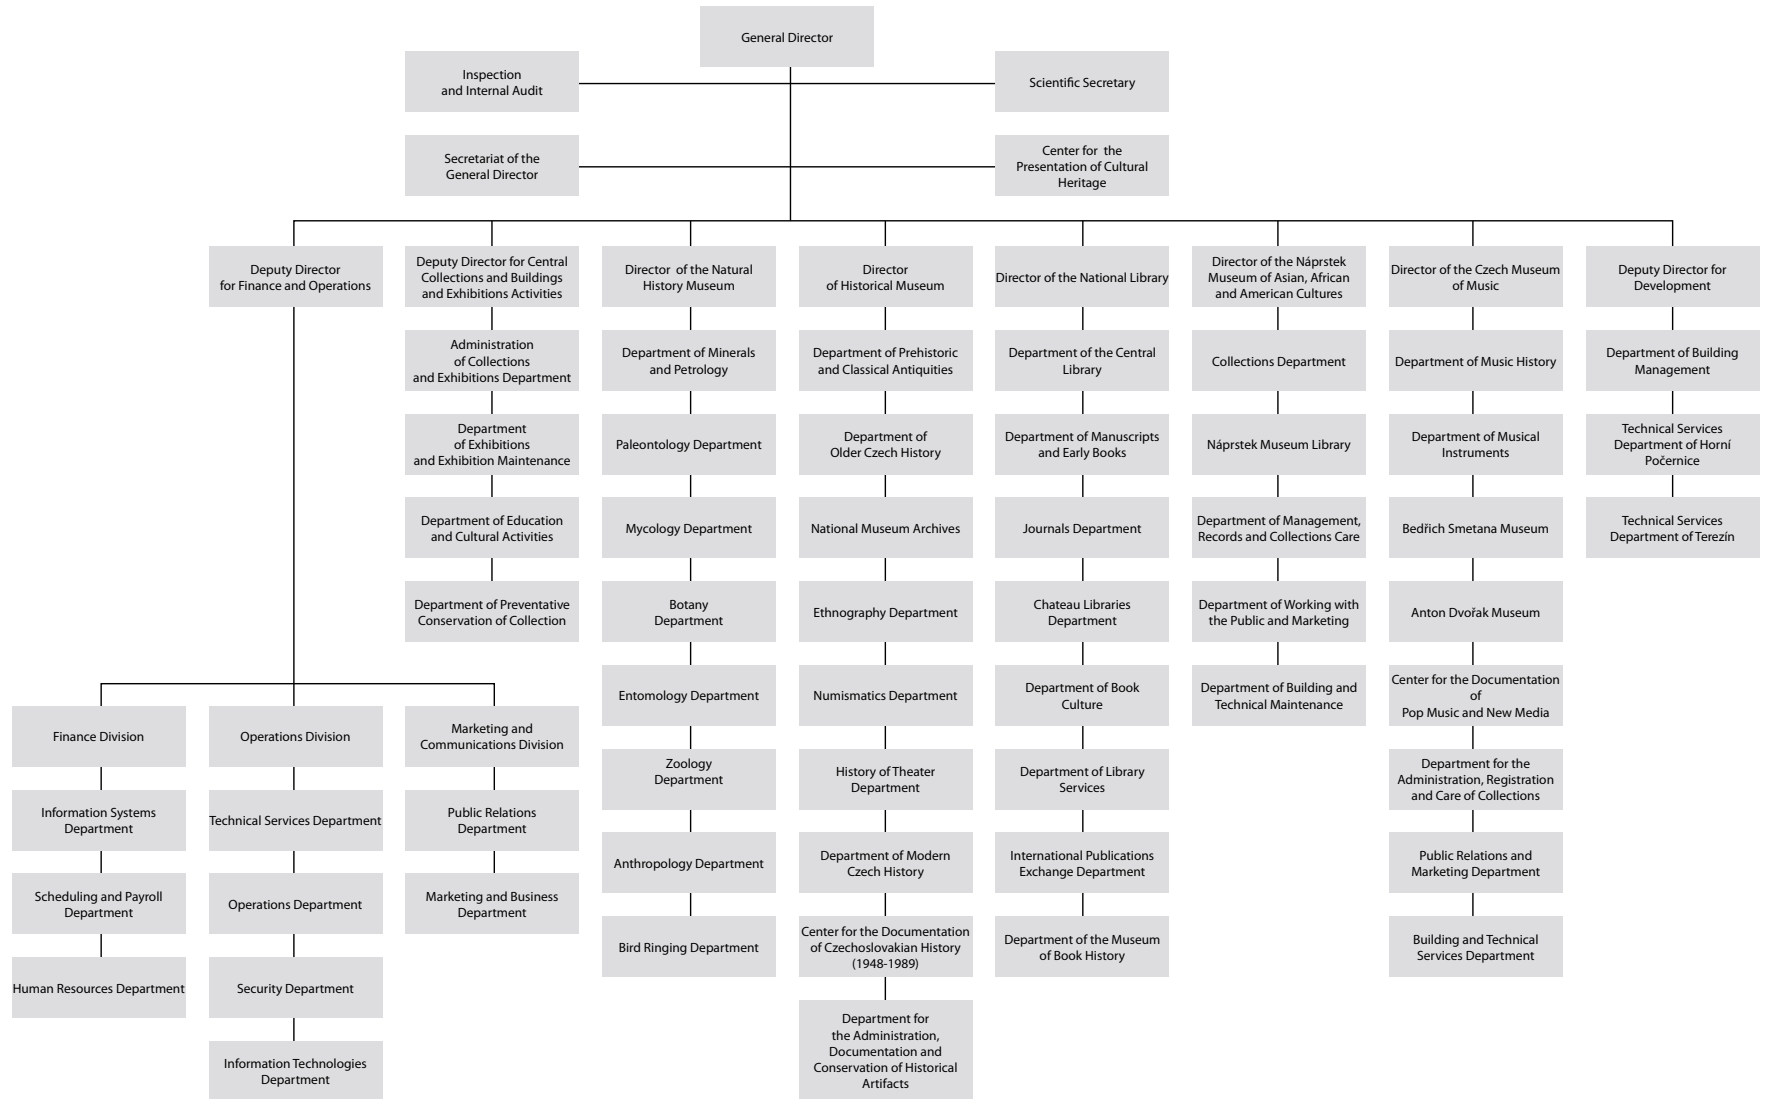 General Director
Inspection
and Internal Audit
Scientific Secretary
Secretariat of the
General Director
Center for the
Presentation of Cultural
Heritage
Deputy Director
for Finance and Operations
Deputy Director for Central
Collections and Buildings
and Exhibitions Activities
Director of the Natural
History Museum
Director
of Historical Museum
Director of the National Library
Director of the Náprstek
Museum of Asian, African
and American Cultures
Director of the Czech Museum
of Music
Deputy Director for
Development
Administration
of Collections
and Exhibitions Department
Department
of Exhibitions
and Exhibition Maintenance
Department of Education
and Cultural Activities
Department of Preventative
Conservation of Collection
Department of Minerals
and Petrology
Paleontology Department
Mycology Department
Botany
Department
Entomology Department
Zoology
Department
Anthropology Department
Bird Ringing Department
Department of Prehistoric
and Classical Antiquities
Department of
Older Czech History
National Museum Archives
Ethnography Department
Numismatics Department
History of Theater
Department
Department of Modern
Czech History
Center for the Documentation
of Czechoslovakian History
(1948-1989)
Department for
the Administration,
Documentation and
Conservation of Historical
Artifacts
Department of the Central
Library
Department of Manuscripts
and Early Books
Journals Department
Chateau Libraries
Department
Department of Book
Culture
Department of Library
Services
International Publications
Exchange Department
Department of the Museum
of Book History
Collections Department
Náprstek Museum Library
Department of Management,
Records and Collections Care
Department of Working with
the Public and Marketing
Department of Building and
Technical Maintenance
Department of Music History
Department of Musical
Instruments
Bedřich Smetana Museum
Anton Dvořak Museum
Center for the Documentation
of
Pop Music and New Media
Department for the
Administration, Registration
and Care of Collections
Public Relations and
Marketing Department
Building and Technical
Services Department
Department of Building
Management
Technical Services
Department of Horní
Počernice
Technical Services
Department of Terezín
Finance Division
Information Systems
Department
Scheduling and Payroll
Department
Human Resources Department
Operations Division
Technical Services Department
Operations Department
Security Department
Information Technologies
Department
Marketing and
Communications Division
Public Relations
Department
Marketing and Business
Department